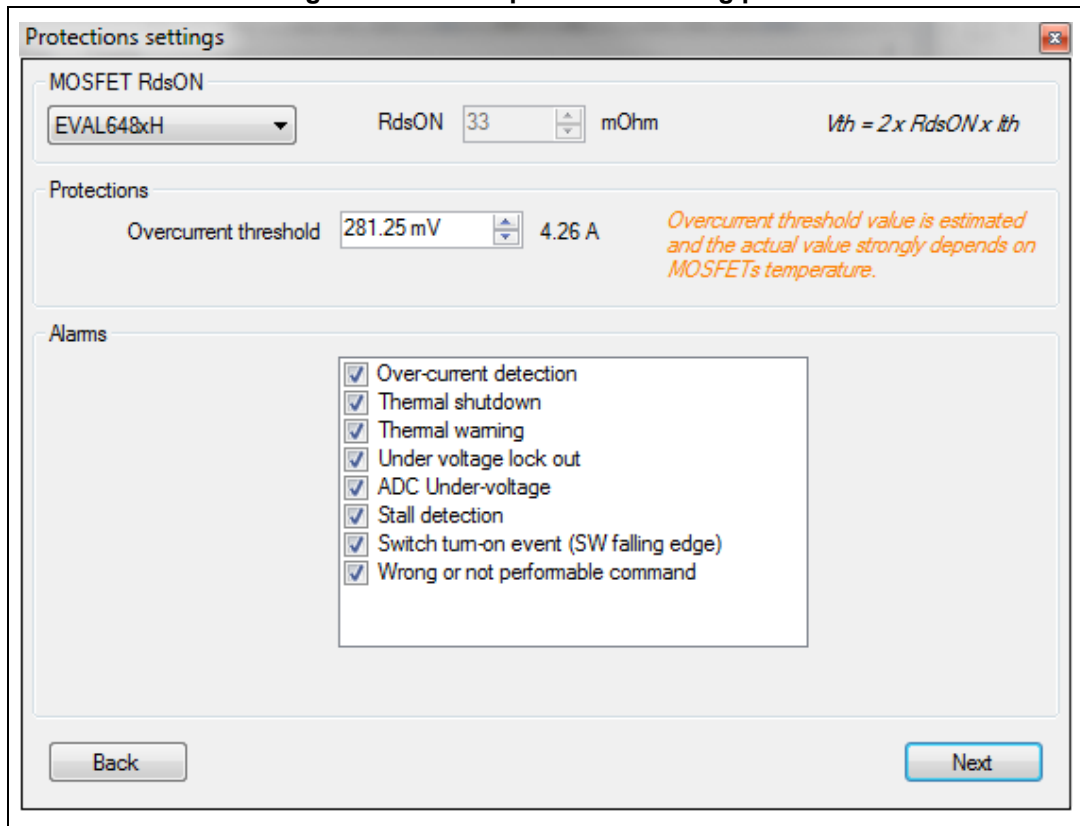 Protections settings
MOSFET RdsON
EVAL648xH
RdsON 33 mOhm
Vth = 2 x RdsON x Ith
Protections
Overcurrent threshold 281.25 mV 4.26 A
Overcurrent threshold value is estimated
and the actual value strongly depends on
MOSFETs temperature.
Alarms
Over-current detection
Thermal shutdown
Thermal warning
Under voltage lock out
ADC Under-voltage
Stall detection
Switch turn-on event (SW falling edge)
Wrong or not performable command
Back
Next